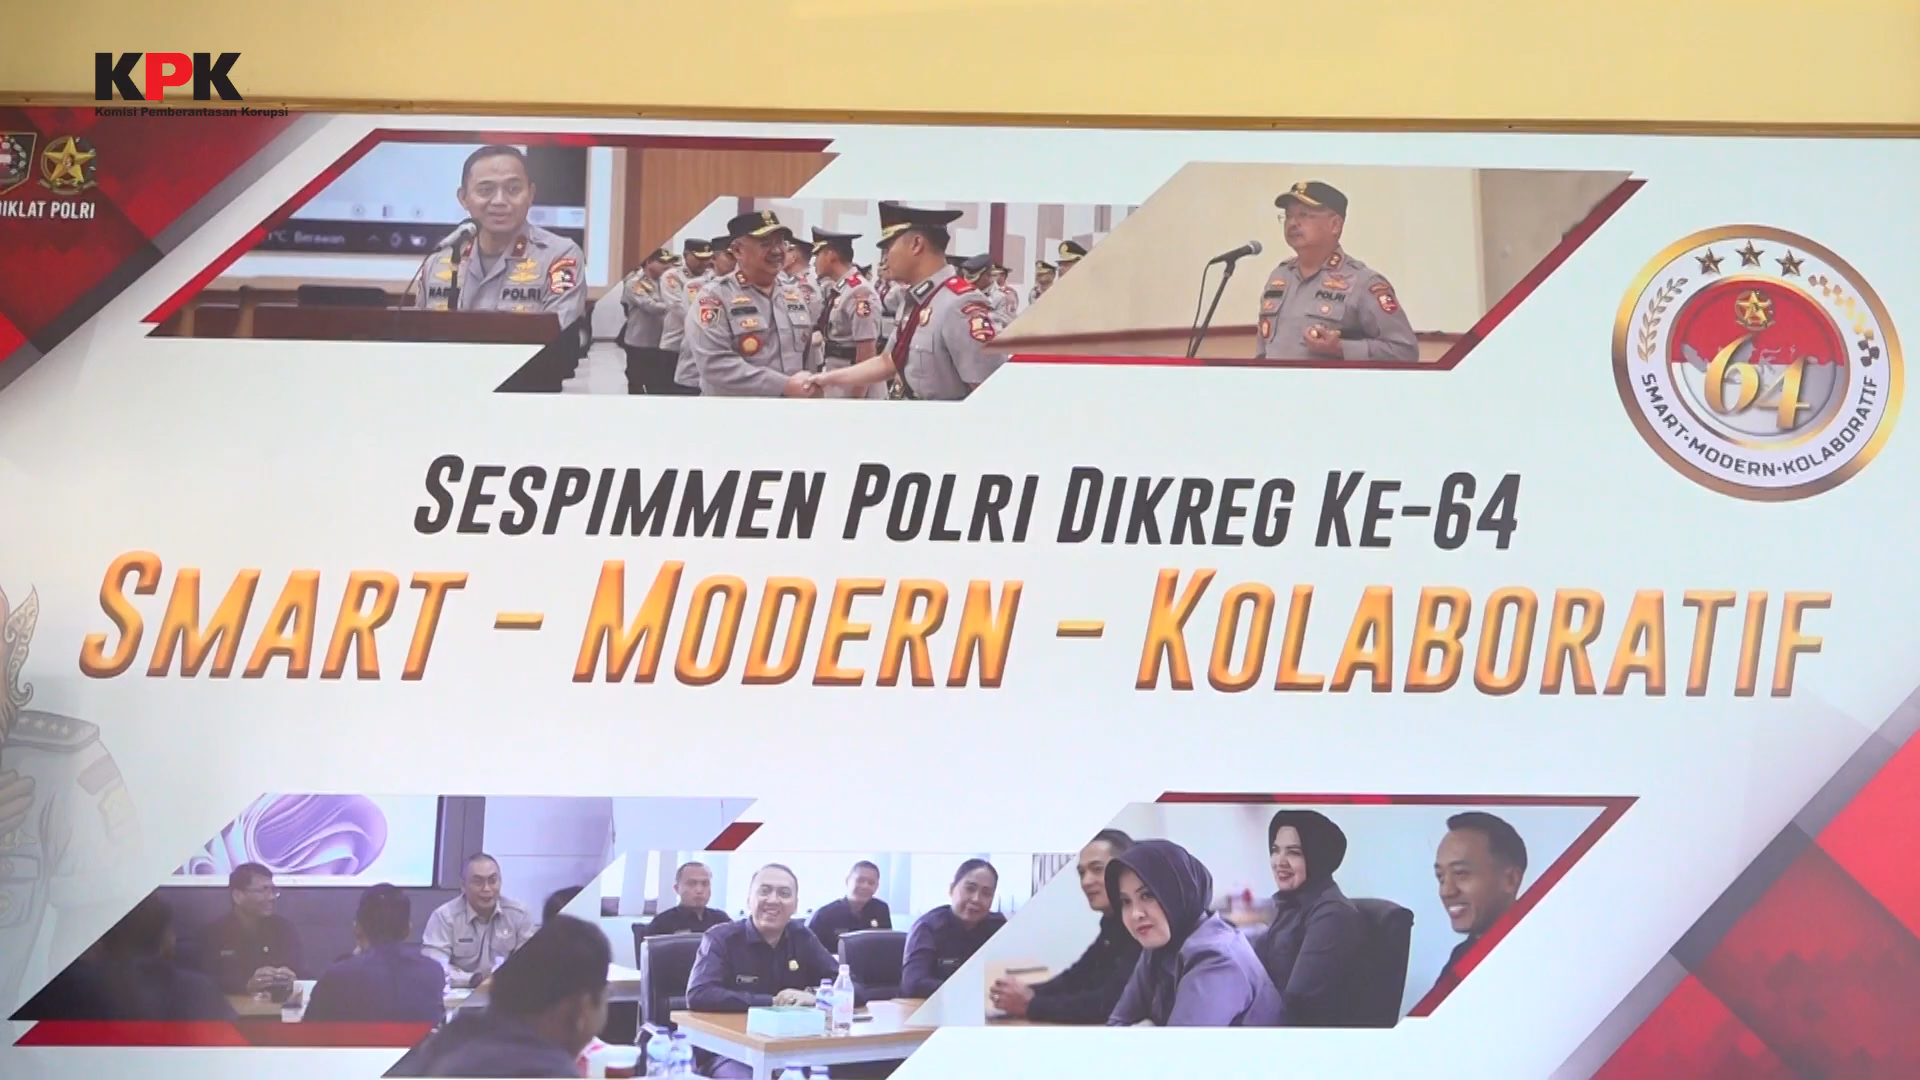 KPK
Komisi Pemberantasan Korupsi
DIKLAT POLRI
°C Berawan
POLRI
POLRI
64
SMART·MODERN·KOLABORATIF
SESPIMMEN POLRI DIKREG KE-64
SMART - MODERN - KOLABORATIF